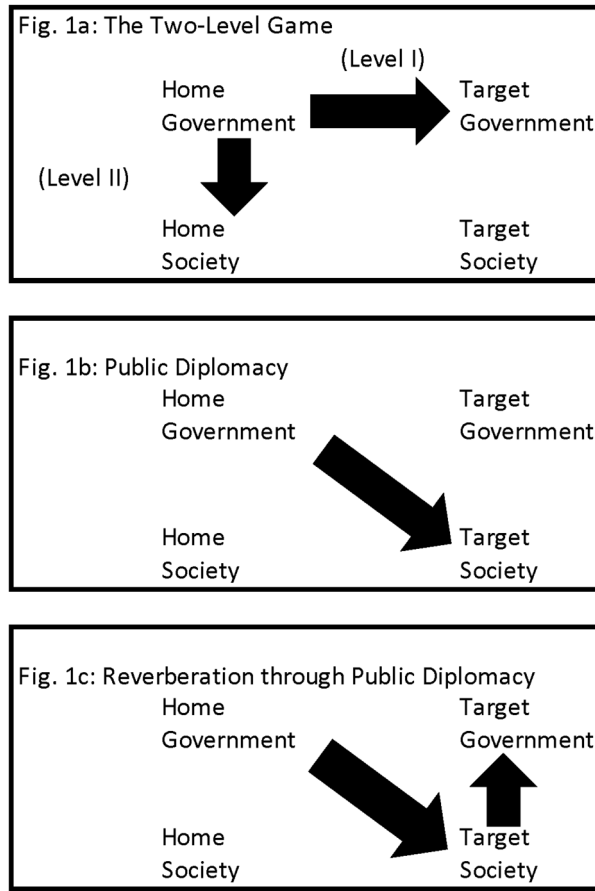 Fig. 1a: The Two-Level Game
(Level I)
Home Target
Government Government
(Level II)
Home Target
Society Society
Fig. 1b: Public Diplomacy
Home Target
Government Government
Home Target
Society Society
Fig. 1c: Reverberation through Public Diplomacy
Home Target
Government Government
Home Target
Society Society